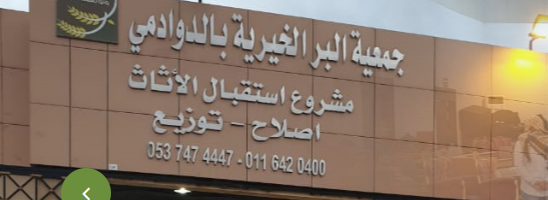 جمعية البر الخيرية بالدوادمي
مشروع استقبال الأثاث
اصلاح - توزيع
053 747 4447 - 011 642 0400